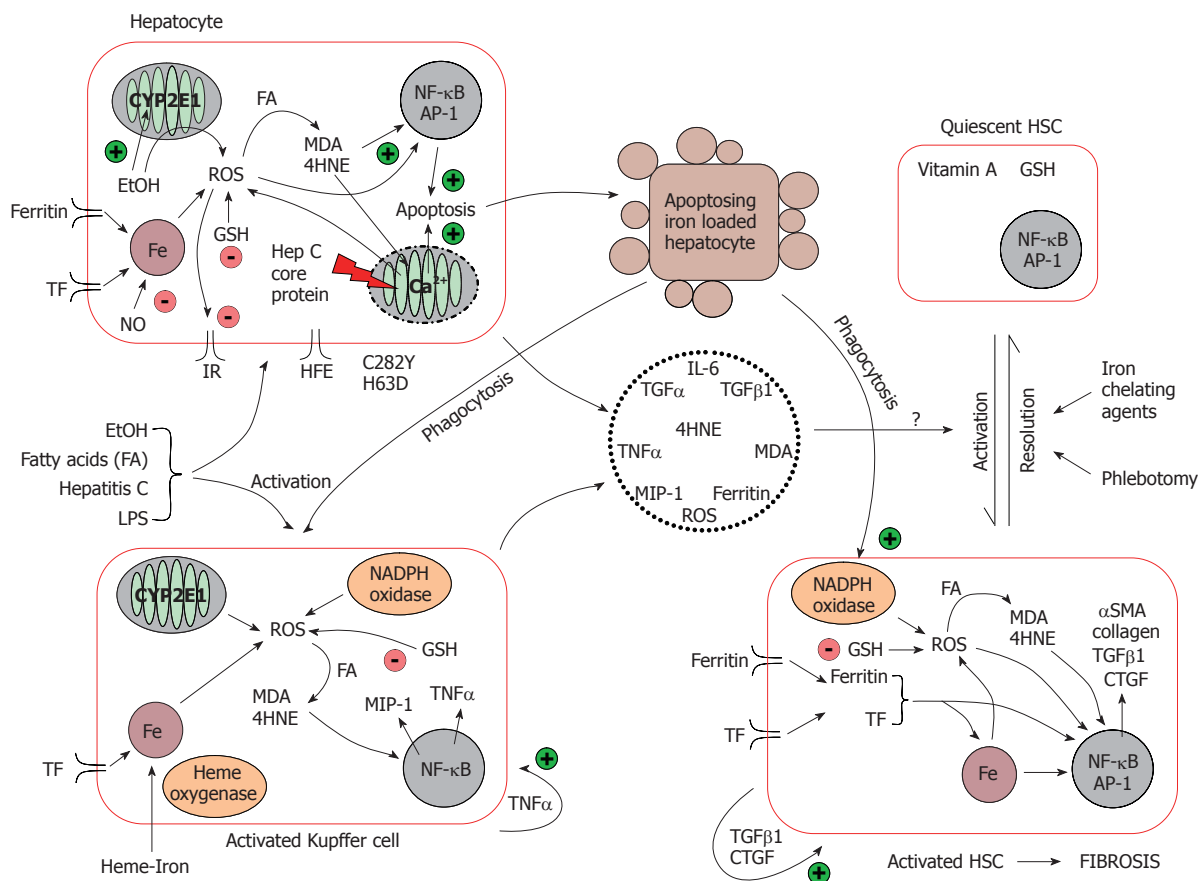 Hepatocyte
CYP2E1
FA
NF-κB
AP-1
MDA
4HNE
+
+
EtOH
ROS
+
Ferritin
Apoptosis
+
Fe
GSH
-
Hep C
core
protein
Ca2+
TF
-
-
NO
IR
HFE
C282Y
H63D
Apoptosing
iron loaded
hepatocyte
Quiescent HSC
Vitamin A
GSH
NF-κB
AP-1
Phagocytosis
Phagocytosis
EtOH
Fatty acids (FA)
Hepatitis C
LPS
Activation
IL-6
TGFα
TGFβ1
4HNE
TNFα
MDA
MIP-1
Ferritin
ROS
?
Activation
Resolution
Iron
chelating
agents
Phlebotomy
CYP2E1
NADPH
oxidase
ROS
GSH
-
FA
MDA
4HNE
MIP-1
TNFα
Fe
NF-κB
TF
Heme
oxygenase
+
TNFα
Activated Kupffer cell
Heme-Iron
+
NADPH
oxidase
FA
MDA
4HNE
αSMA
collagen
TGFβ1
CTGF
-
GSH
ROS
Ferritin
Ferritin
TF
TF
Fe
NF-κB
AP-1
TGFβ1
CTGF
+
Activated HSC
FIBROSIS